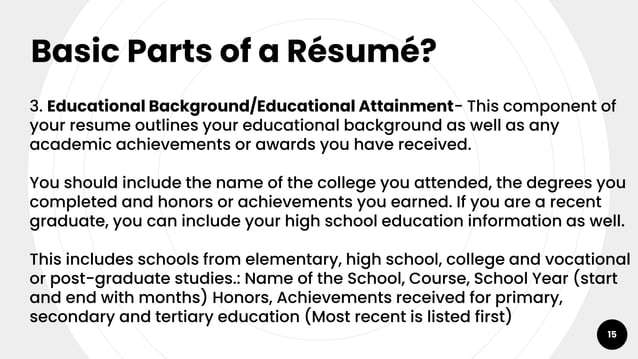 Basic Parts of a Résumé?
3. Educational Background/Educational Attainment- This component of
your resume outlines your educational background as well as any
academic achievements or awards you have received.
You should include the name of the college you attended, the degrees you
completed and honors or achievements you earned. If you are a recent
graduate, you can include your high school education information as well.
This includes schools from elementary, high school, college and vocational
or post-graduate studies.: Name of the School, Course, School Year (start
and end with months) Honors, Achievements received for primary,
secondary and tertiary education (Most recent is listed first)
15